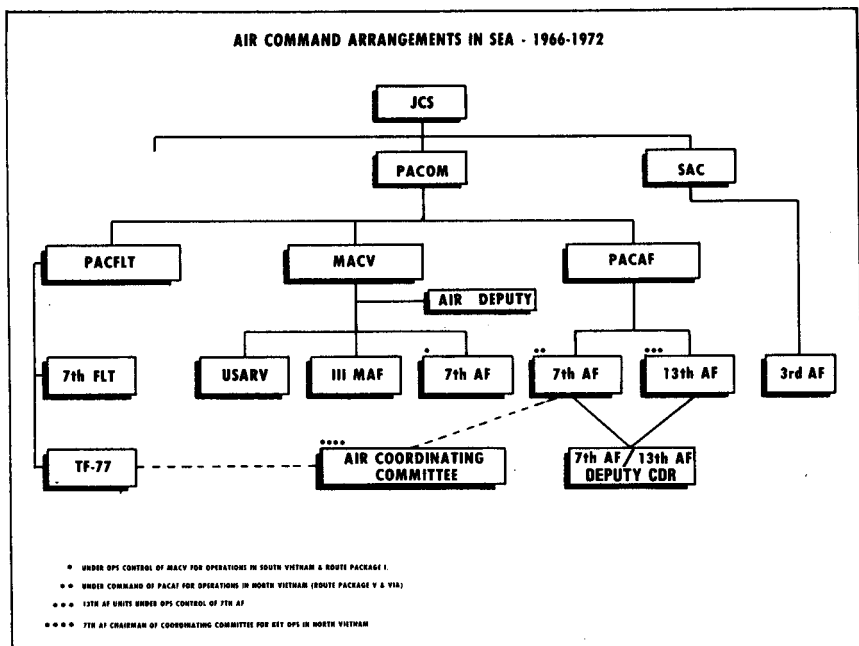 AIR COMMAND ARRANGEMENTS IN SEA - 1966-1972
JCS
PACOM
SAC
PACFLT
MACV
PACAF
AIR DEPUTY
7th FLT
USARV
III MAF
• 7th AF
•• 7th AF
••• 13th AF
3rd AF
TF-77
•••• AIR COORDINATING
COMMITTEE
7th AF / 13th AF
DEPUTY CDR
• UNDER OPS CONTROL OF MACV FOR OPERATIONS IN SOUTH VIETNAM & ROUTE PACKAGE I.
•• UNDER COMMAND OF PACAF FOR OPERATIONS IN NORTH VIETNAM (ROUTE PACKAGE V & VIA)
••• 13TH AF UNITS UNDER OPS CONTROL OF 7TH AF
•••• 7TH AF CHAIRMAN OF COORDINATING COMMITTEE FOR KEY OPS IN NORTH VIETNAM